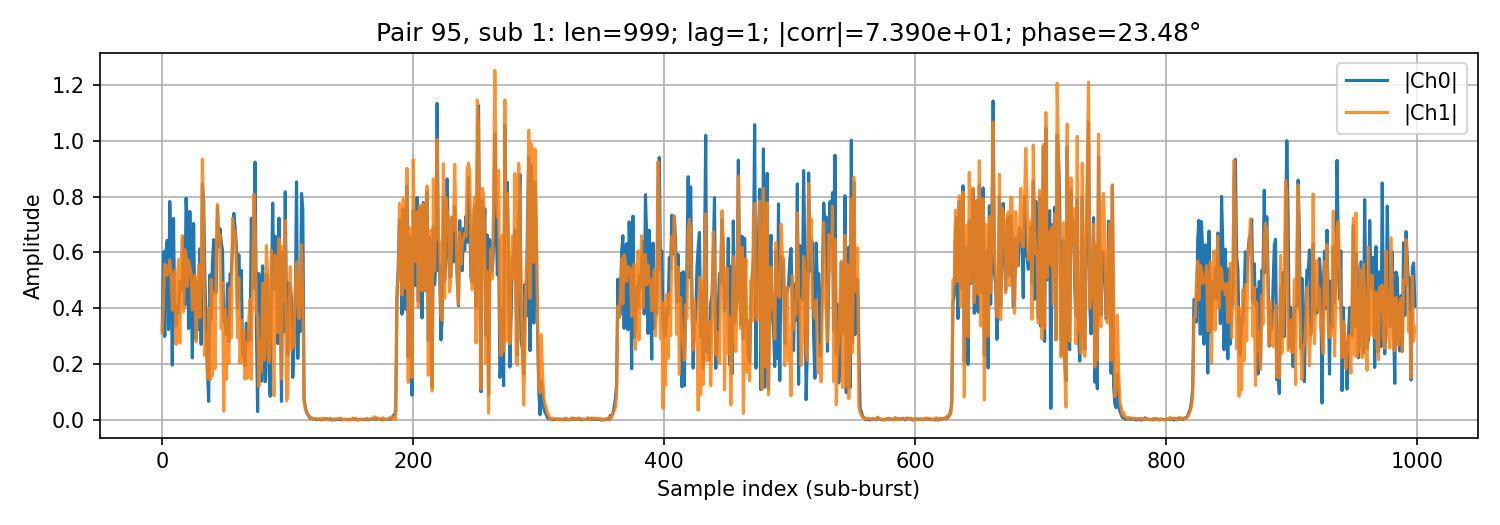 Pair 95, sub 1: len=999; lag=1; |corr|=7.390e+01; phase=23.48°
|Ch0|
|Ch1|
Amplitude
1.2
1.0
0.8
0.6
0.4
0.2
0.0
0 200 400 600 800 1000
Sample index (sub-burst)